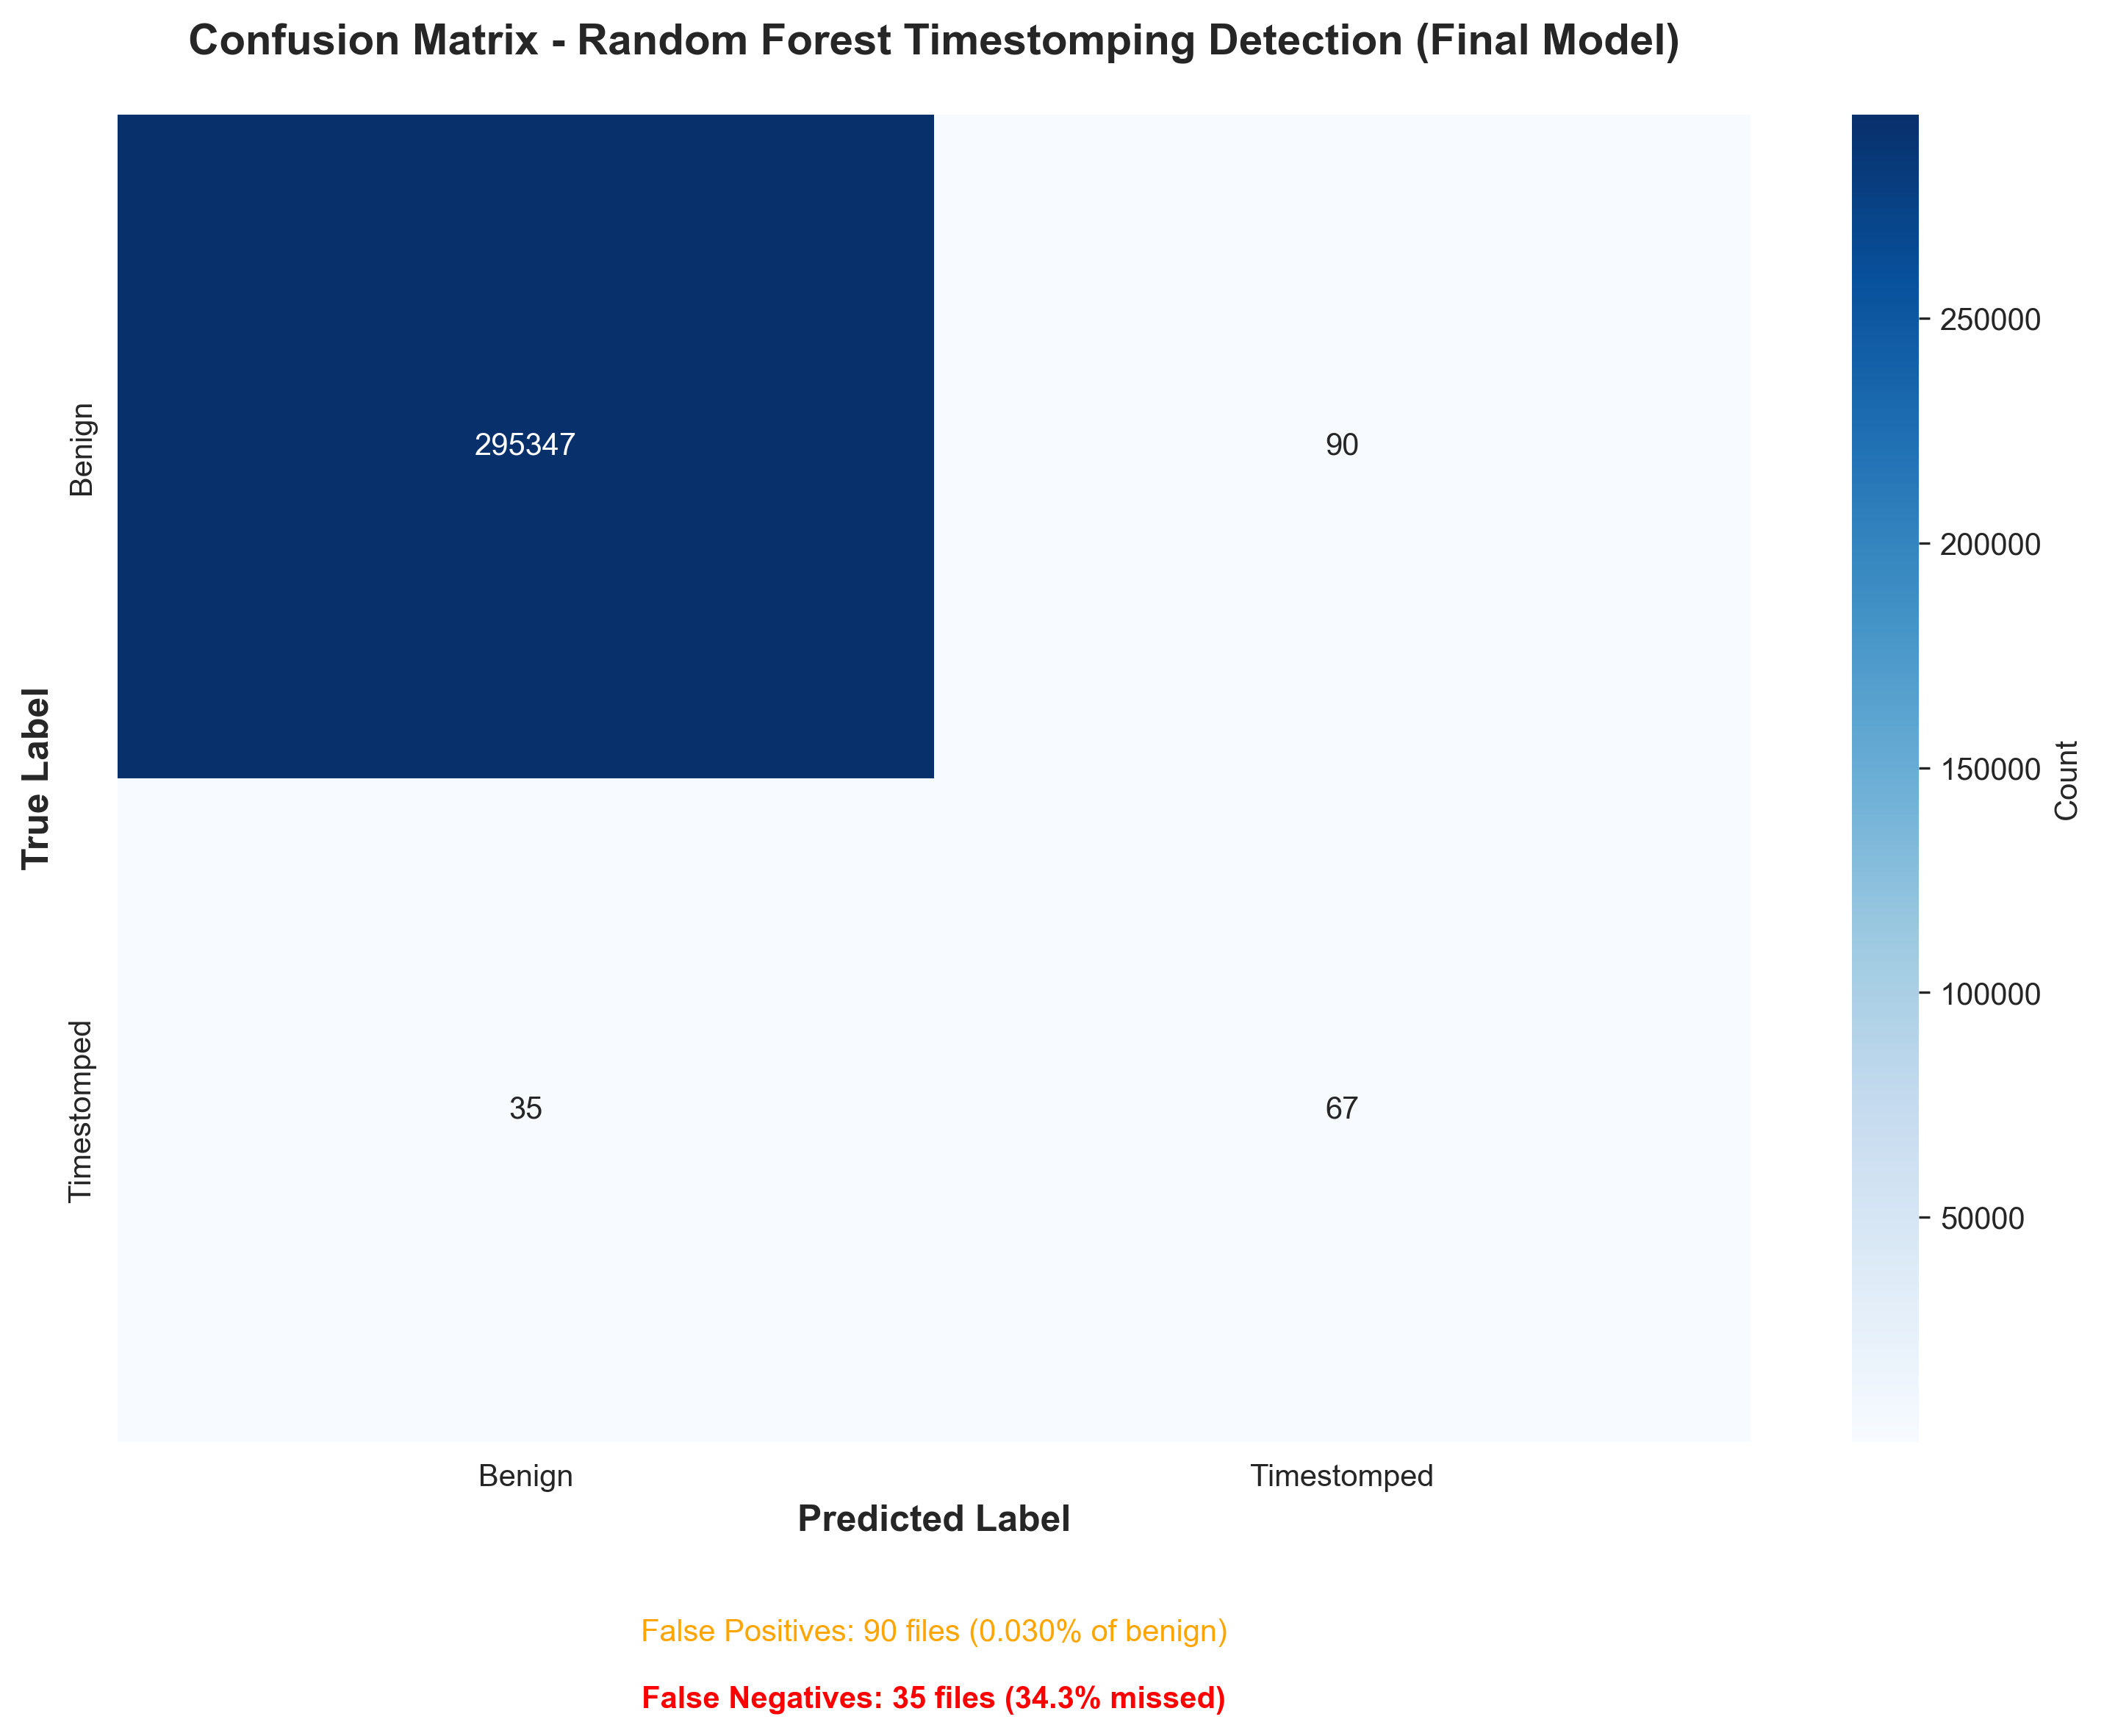 Confusion Matrix - Random Forest Timestomping Detection (Final Model)
True Label
Benign
Timestomped
295347
90
35
67
Benign
Timestomped
Predicted Label
250000
200000
150000
100000
50000
Count
False Positives: 90 files (0.030% of benign)
False Negatives: 35 files (34.3% missed)